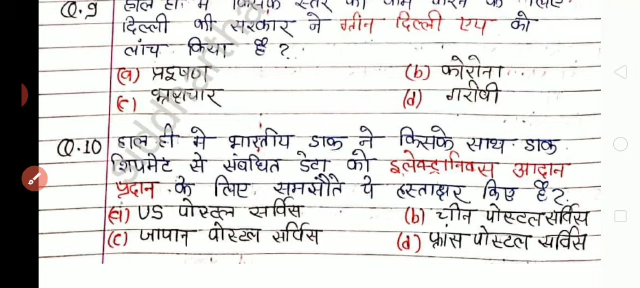 Q.9 हाल ही में किसके स्तर को कम करने के लिए
दिल्ली की सरकार ने ग्रीन दिल्ली एप को
लांच किया है ?
(a) प्रदूषण (b) कोरोना
(c) भ्रष्टाचार (d) गरीबी
Q.10 हाल ही मे भारतीय डाक ने किसके साथ डाक
शिपमेंट से संबधित डेटा को इलेक्ट्रानिक्स आदान
प्रदान के लिए समझौते पे हस्ताक्षर किए हैं?
(a) US पोस्टल सर्विस (b) चीन पोस्टल सर्विस
(c) जापान पोस्टल सर्विस (d) फ्रांस पोस्टल सर्विस